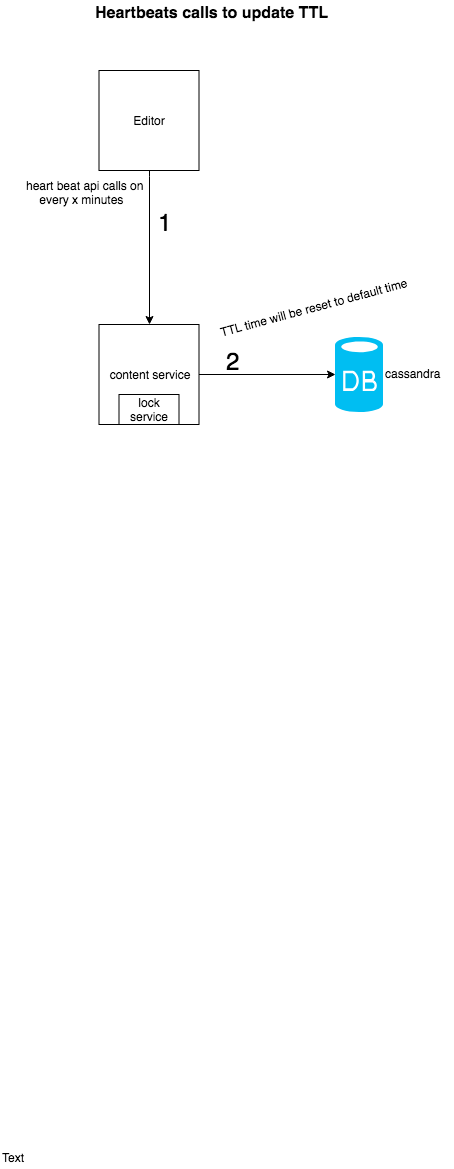 Heartbeats calls to update TTL
Editor
heart beat api calls on
every x minutes
1
TTL time will be reset to default time
2
content service
lock
service
DB
cassandra
Text